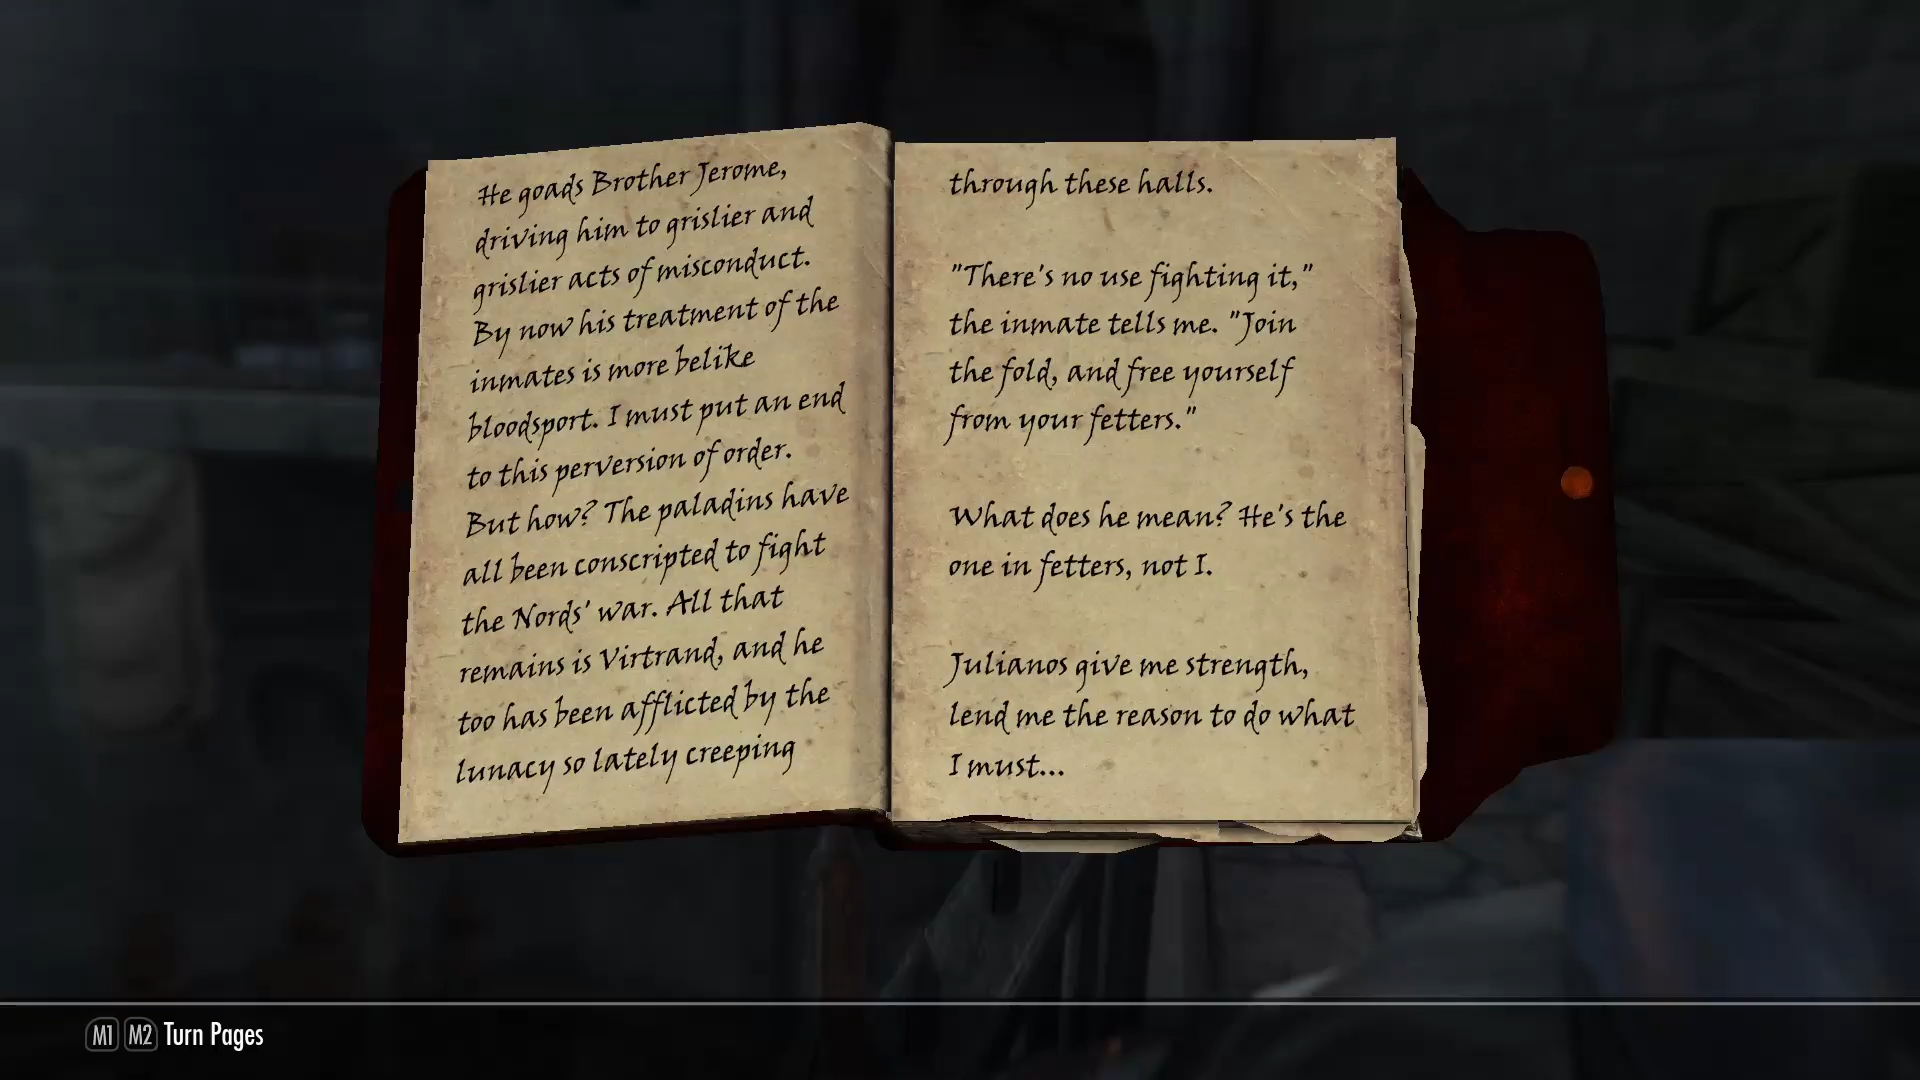 He goads Brother Jerome,
driving him to grislier and
grislier acts of misconduct.
By now his treatment of the
inmates is more belike
bloodsport. I must put an end
to this perversion of order.
But how? The paladins have
all been conscripted to fight
the Nords' war. All that
remains is Virtrand, and he
too has been afflicted by the
lunacy so lately creeping
through these halls.
"There's no use fighting it,"
the inmate tells me. "Join
the fold, and free yourself
from your fetters."
What does he mean? He's the
one in fetters, not I.
Julianos give me strength,
lend me the reason to do what
I must...
M1 M2 Turn Pages